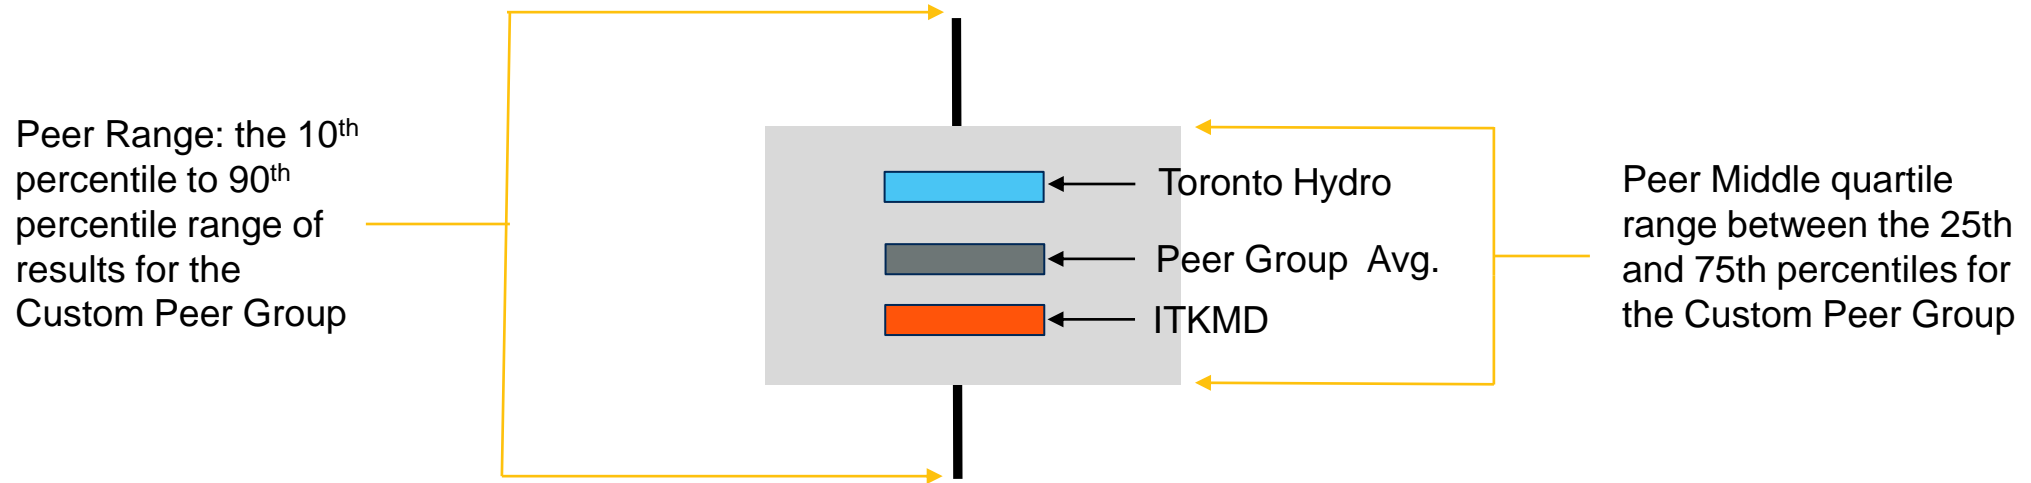 Peer Range: the 10th
percentile to 90th
percentile range of
results for the
Custom Peer Group
Toronto Hydro
Peer Group Avg.
ITKMD
Peer Middle quartile
range between the 25th
and 75th percentiles for
the Custom Peer Group